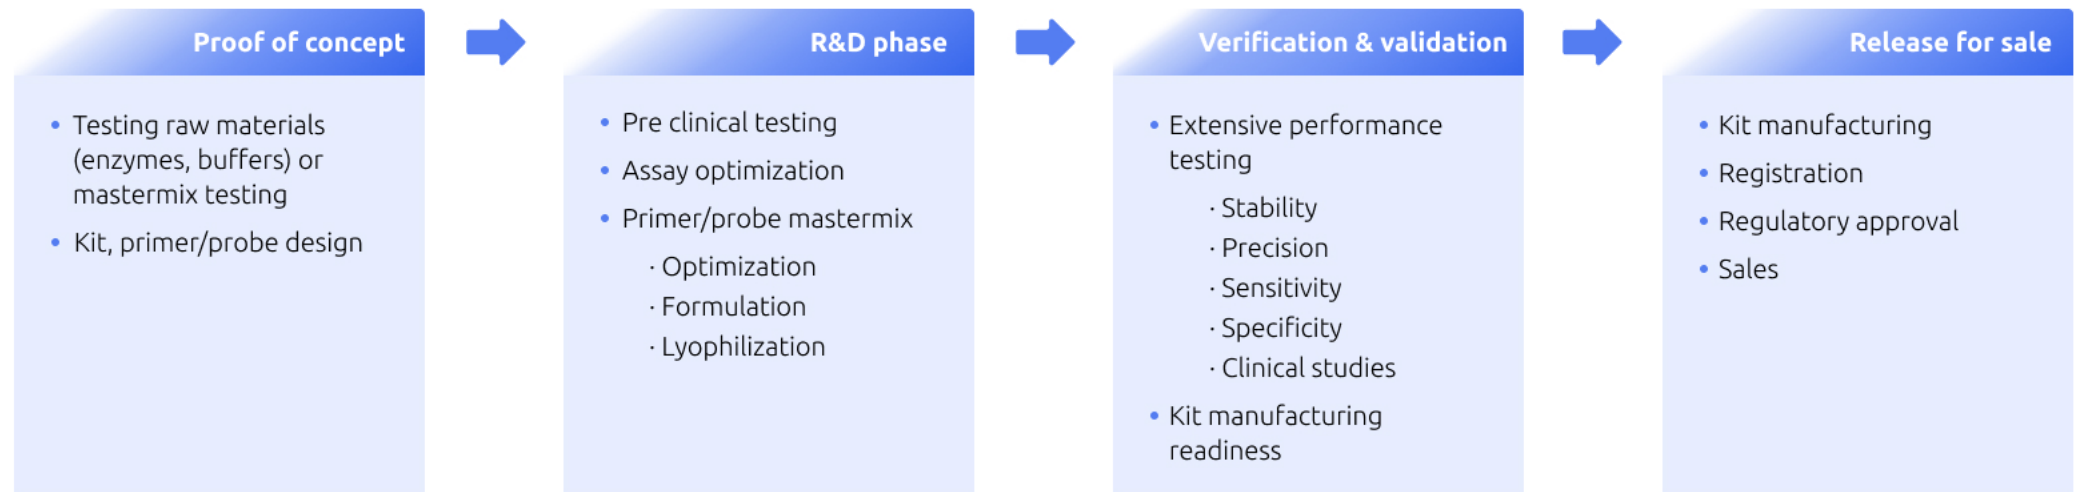 Proof of concept
• Testing raw materials
(enzymes, buffers) or
mastermix testing
• Kit, primer/probe design
R&D phase
• Pre clinical testing
• Assay optimization
• Primer/probe mastermix
· Optimization
· Formulation
· Lyophilization
Verification & validation
• Extensive performance
testing
· Stability
· Precision
· Sensitivity
· Specificity
· Clinical studies
• Kit manufacturing
readiness
Release for sale
• Kit manufacturing
• Registration
• Regulatory approval
• Sales